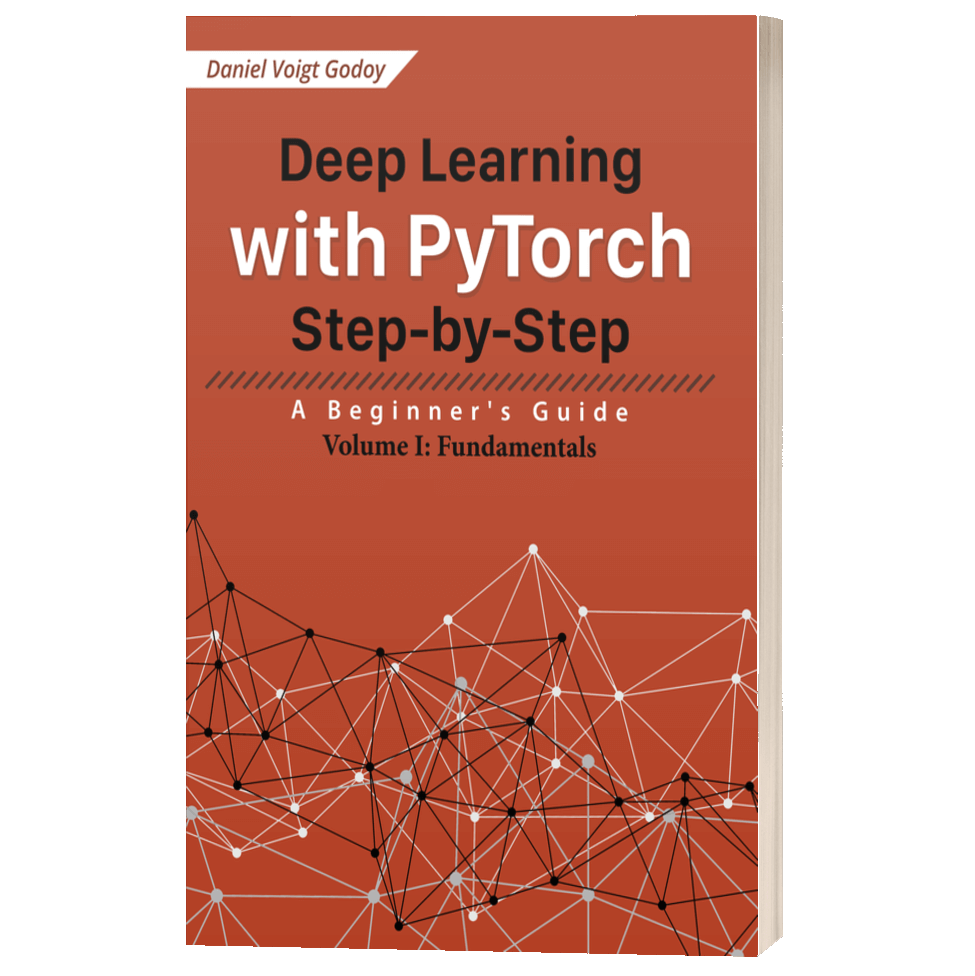 Daniel Voigt Godoy
Deep Learning
with PyTorch
Step-by-Step
A Beginner's Guide
Volume I: Fundamentals